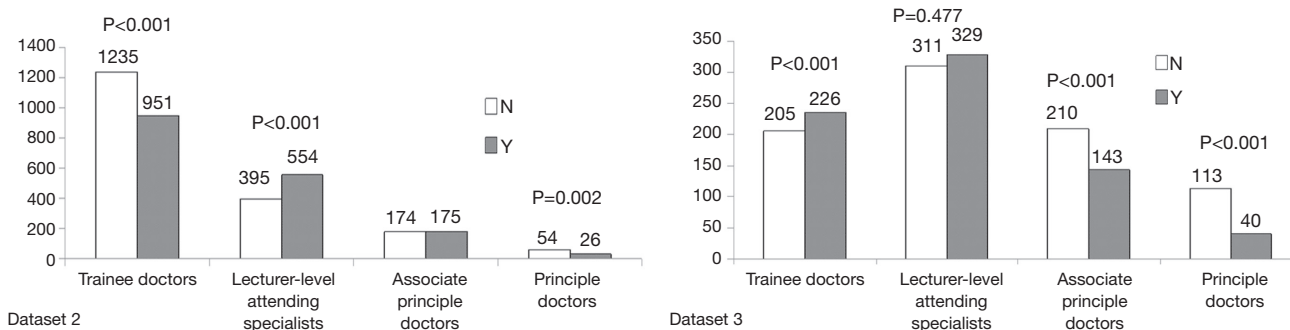 P<0.001
1400
1235
1200
1000
951
800
600
400
200
0
P<0.001
395
554
174
175
P=0.002
54
26
N
Y
Trainee doctors
Lecturer-level
attending
specialists
Associate
principle
doctors
Principle
doctors
Dataset 2
P=0.477
350
300
250
200
150
100
50
0
P<0.001
205
226
311
329
P<0.001
210
143
P<0.001
113
40
N
Y
Trainee doctors
Lecturer-level
attending
specialists
Associate
principle
doctors
Principle
doctors
Dataset 3